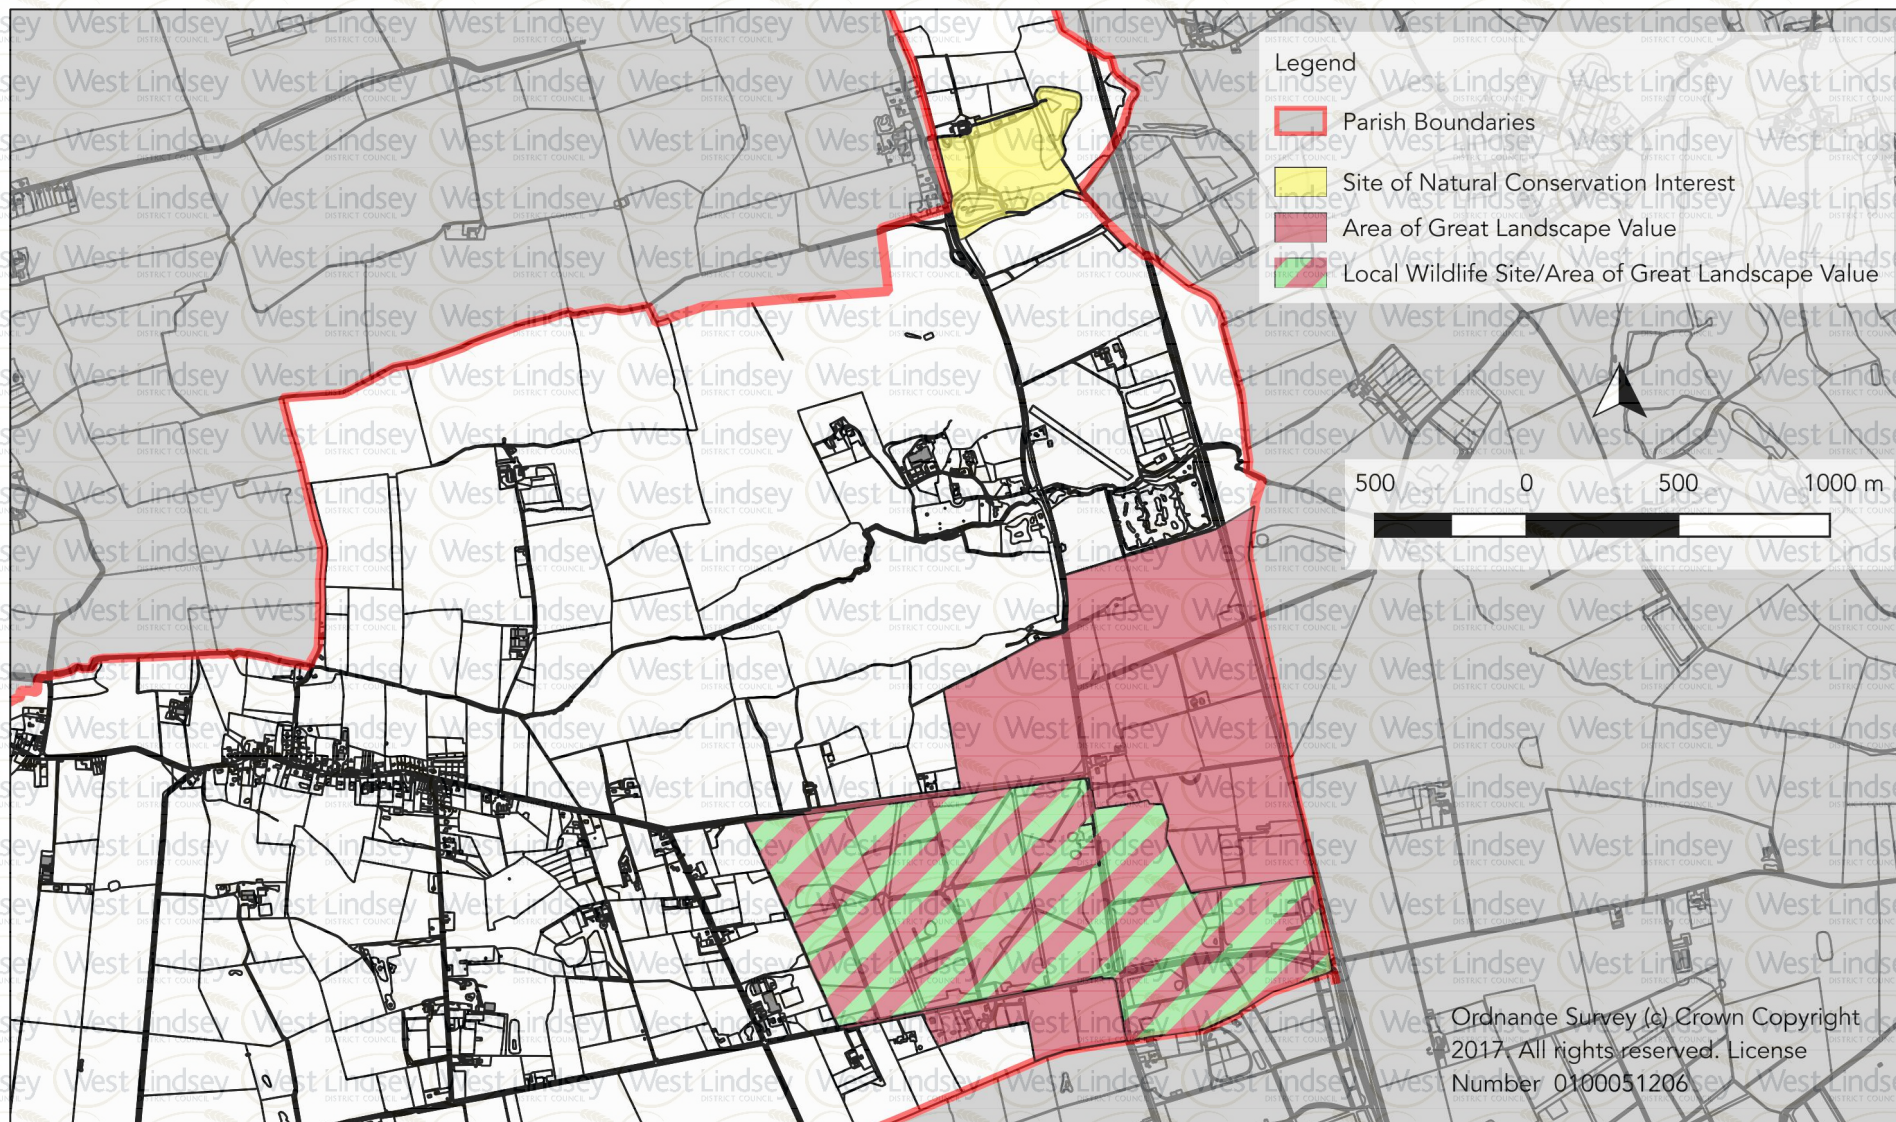 Legend
Parish Boundaries
Site of Natural Conservation Interest
Area of Great Landscape Value
Local Wildlife Site/Area of Great Landscape Value
500 0 500 1000 m
Ordnance Survey (c) Crown Copyright
2017. All rights reserved. License
Number 0100051206
West Lindsey
DISTRICT COUNCIL